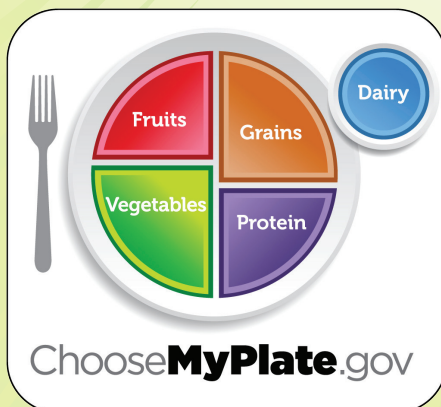 Dairy
Fruits
Grains
Vegetables
Protein
ChooseMyPlate.gov